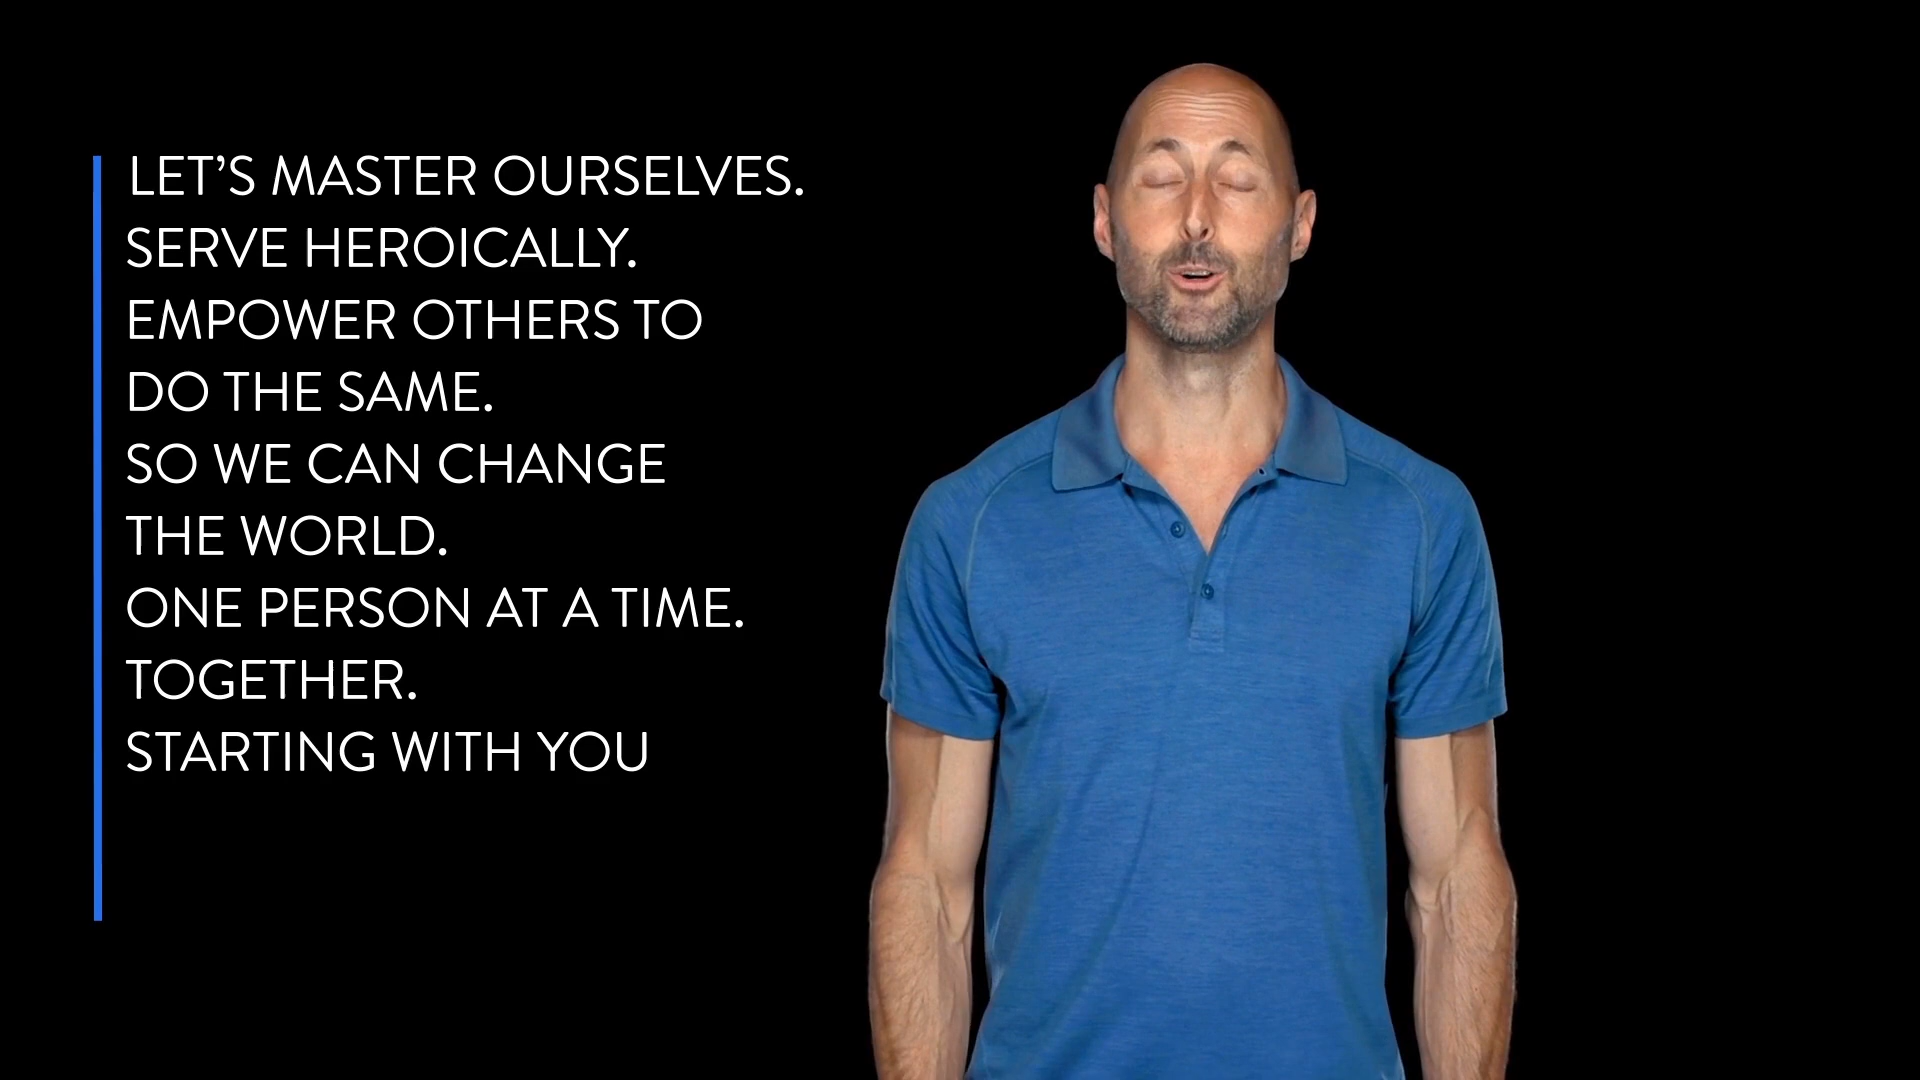 LET’S MASTER OURSELVES.
SERVE HEROICALLY.
EMPOWER OTHERS TO
DO THE SAME.
SO WE CAN CHANGE
THE WORLD.
ONE PERSON AT A TIME.
TOGETHER.
STARTING WITH YOU